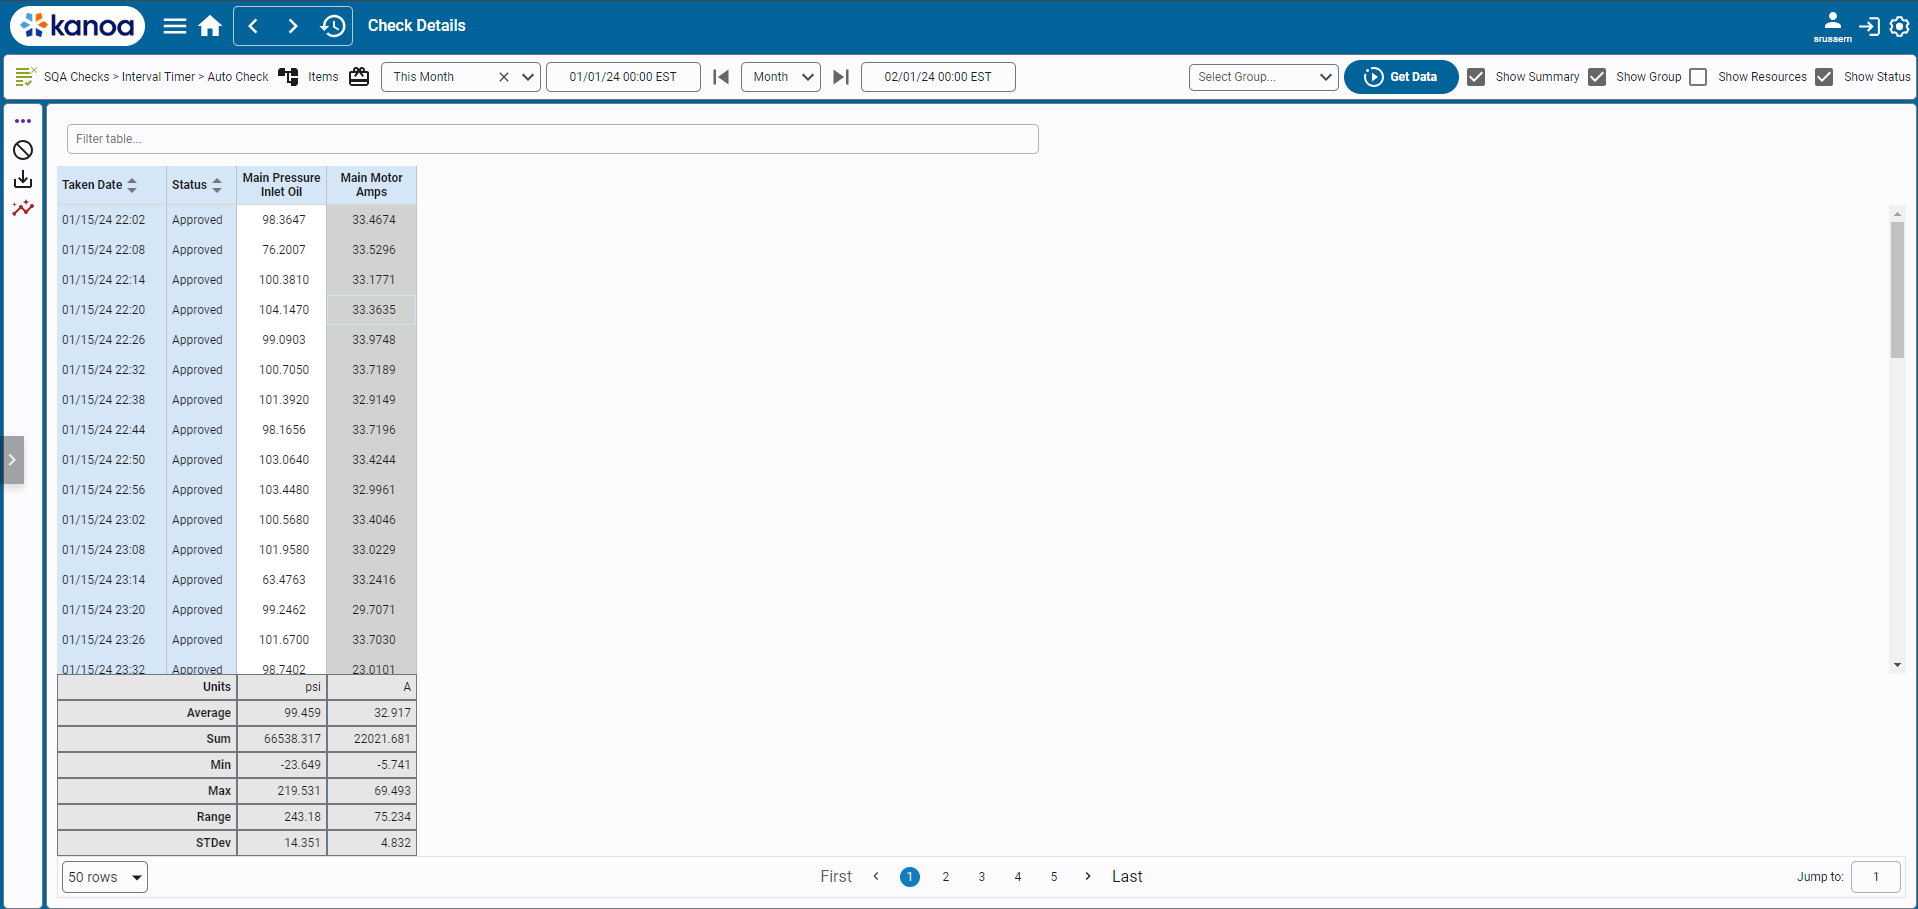 kanoa
Check Details
srussem
SQA Checks > Interval Timer > Auto Check
Items
This Month
01/01/24 00:00 EST
Month
02/01/24 00:00 EST
Select Group...
Get Data
Show Summary
Show Group
Show Resources
Show Status
Filter table...
Taken Date Status Main Pressure Inlet Oil Main Motor Amps
01/15/24 22:02 Approved 98.3647 33.4674
01/15/24 22:08 Approved 76.2007 33.5296
01/15/24 22:14 Approved 100.3810 33.1771
01/15/24 22:20 Approved 104.1470 33.3635
01/15/24 22:26 Approved 99.0903 33.9748
01/15/24 22:32 Approved 100.7050 33.7189
01/15/24 22:38 Approved 101.3920 32.9149
01/15/24 22:44 Approved 98.1656 33.7196
01/15/24 22:50 Approved 103.0640 33.4244
01/15/24 22:56 Approved 103.4480 32.9961
01/15/24 23:02 Approved 100.5680 33.4046
01/15/24 23:08 Approved 101.9580 33.0229
01/15/24 23:14 Approved 63.4763 33.2416
01/15/24 23:20 Approved 99.2462 29.7071
01/15/24 23:26 Approved 101.6700 33.7030
01/15/24 23:32 Approved 98.7402 23.0101
Units psi A
Average 99.459 32.917
Sum 66538.317 22021.681
Min -23.649 -5.741
Max 219.531 69.493
Range 243.18 75.234
STDev 14.351 4.832
50 rows
First 1 2 3 4 5 Last
Jump to: 1